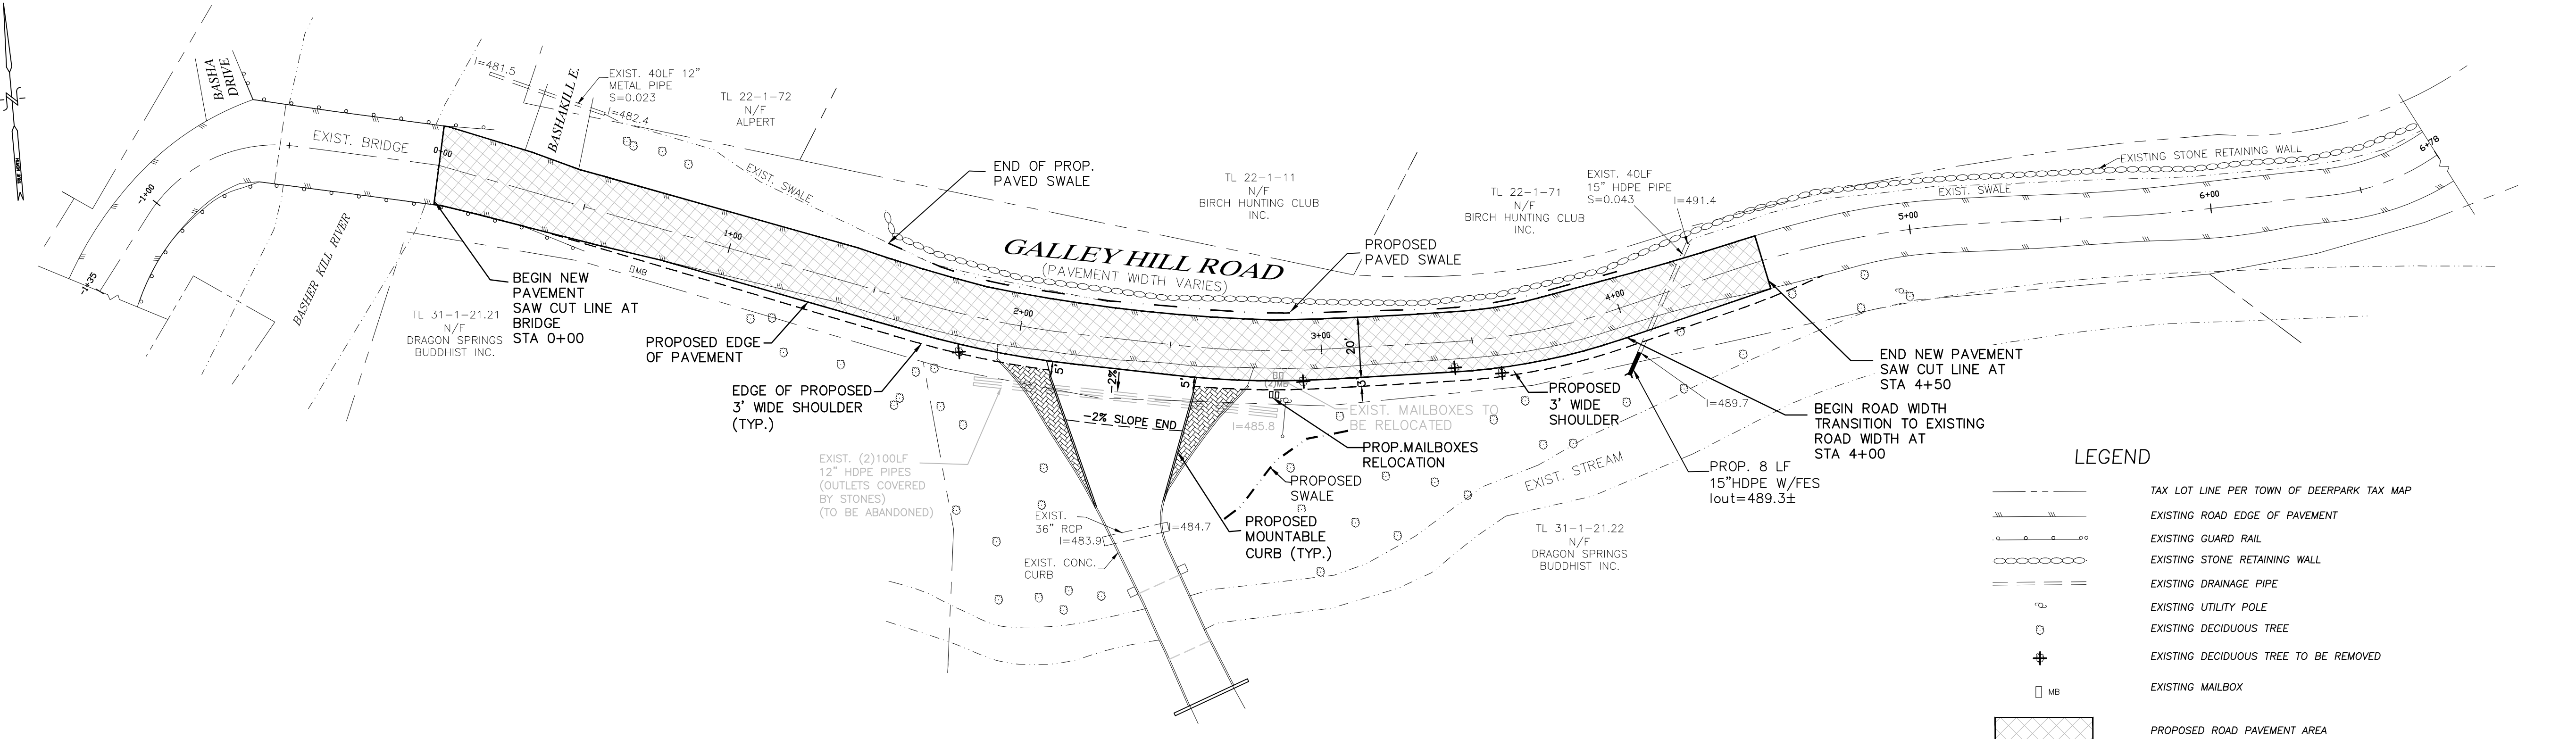 BASHA
DRIVE
-1+00
-1+35
EXIST. BRIDGE
BASHER KILL RIVER
0+00
I=481.5
BASHAKILL E.
EXIST. 40LF 12"
METAL PIPE
S=0.023
I=482.4
TL 22-1-72
N/F
ALPERT
EXIST. SWALE
TL 31-1-21.21
N/F
DRAGON SPRINGS
BUDDHIST INC.
BEGIN NEW
PAVEMENT
SAW CUT LINE AT
BRIDGE
STA 0+00
MB
1+00
PROPOSED EDGE
OF PAVEMENT
EDGE OF PROPOSED
3' WIDE SHOULDER
(TYP.)
EXIST. (2)100LF
12" HDPE PIPES
(OUTLETS COVERED
BY STONES)
(TO BE ABANDONED)
END OF PROP.
PAVED SWALE
GALLEY HILL ROAD
(PAVEMENT WIDTH VARIES)
2+00
TL 22-1-11
N/F
BIRCH HUNTING CLUB
INC.
PROPOSED
PAVED SWALE
3+00
20'
3'
5'
-2%
5'
-2% SLOPE END
(2)MB
I=485.8
EXIST. MAILBOXES TO
BE RELOCATED
PROP.MAILBOXES
RELOCATION
PROPOSED
SWALE
PROPOSED
MOUNTABLE
CURB (TYP.)
EXIST.
36" RCP
I=483.9
I=484.7
EXIST. CONC.
CURB
TL 22-1-71
N/F
BIRCH HUNTING CLUB
INC.
EXIST. 40LF
15" HDPE PIPE
S=0.043
I=491.4
4+00
PROPOSED
3' WIDE
SHOULDER
I=489.7
PROP. 8 LF
15"HDPE W/FES
Iout=489.3±
EXIST. STREAM
TL 31-1-21.22
N/F
DRAGON SPRINGS
BUDDHIST INC.
END NEW PAVEMENT
SAW CUT LINE AT
STA 4+50
BEGIN ROAD WIDTH
TRANSITION TO EXISTING
ROAD WIDTH AT
STA 4+00
5+00
EXIST. SWALE
EXISTING STONE RETAINING WALL
6+00
6+78
LEGEND
TAX LOT LINE PER TOWN OF DEERPARK TAX MAP
EXISTING ROAD EDGE OF PAVEMENT
EXISTING GUARD RAIL
EXISTING STONE RETAINING WALL
EXISTING DRAINAGE PIPE
EXISTING UTILITY POLE
EXISTING DECIDUOUS TREE
EXISTING DECIDUOUS TREE TO BE REMOVED
MB EXISTING MAILBOX
PROPOSED ROAD PAVEMENT AREA